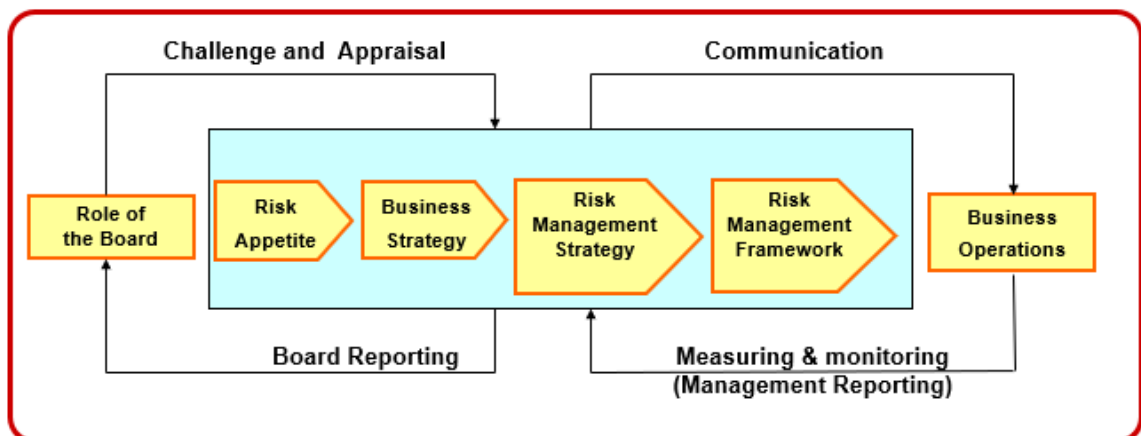 Challenge and Appraisal
Communication
Role of
the Board
Risk
Appetite
Business
Strategy
Risk
Management
Strategy
Risk
Management
Framework
Business
Operations
Board Reporting
Measuring & monitoring
(Management Reporting)